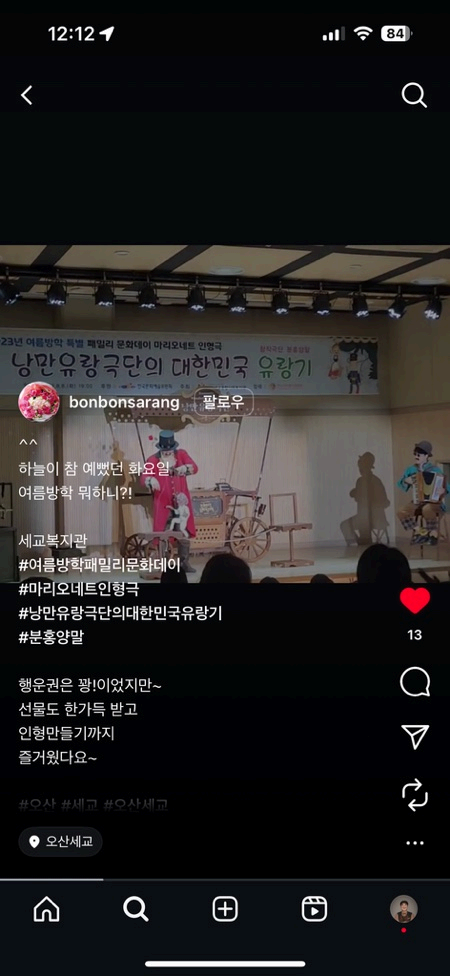 12:12
84
23년 여름방학 특별 패밀리 문화데이 마리오네트 인형극
낭만유랑극단의 대한민국 유랑기
bonbonsarang
팔로우
^^
하늘이 참 예뻤던 화요일
여름방학 뭐하니?!
세교복지관
#여름방학패밀리문화데이
#마리오네트인형극
#낭만유랑극단의대한민국유랑기
#분홍양말
13
행운권은 꽝!이었지만~
선물도 한가득 받고
인형만들기까지
즐거웠다요~
#오산 #세교 #오산세교
오산세교